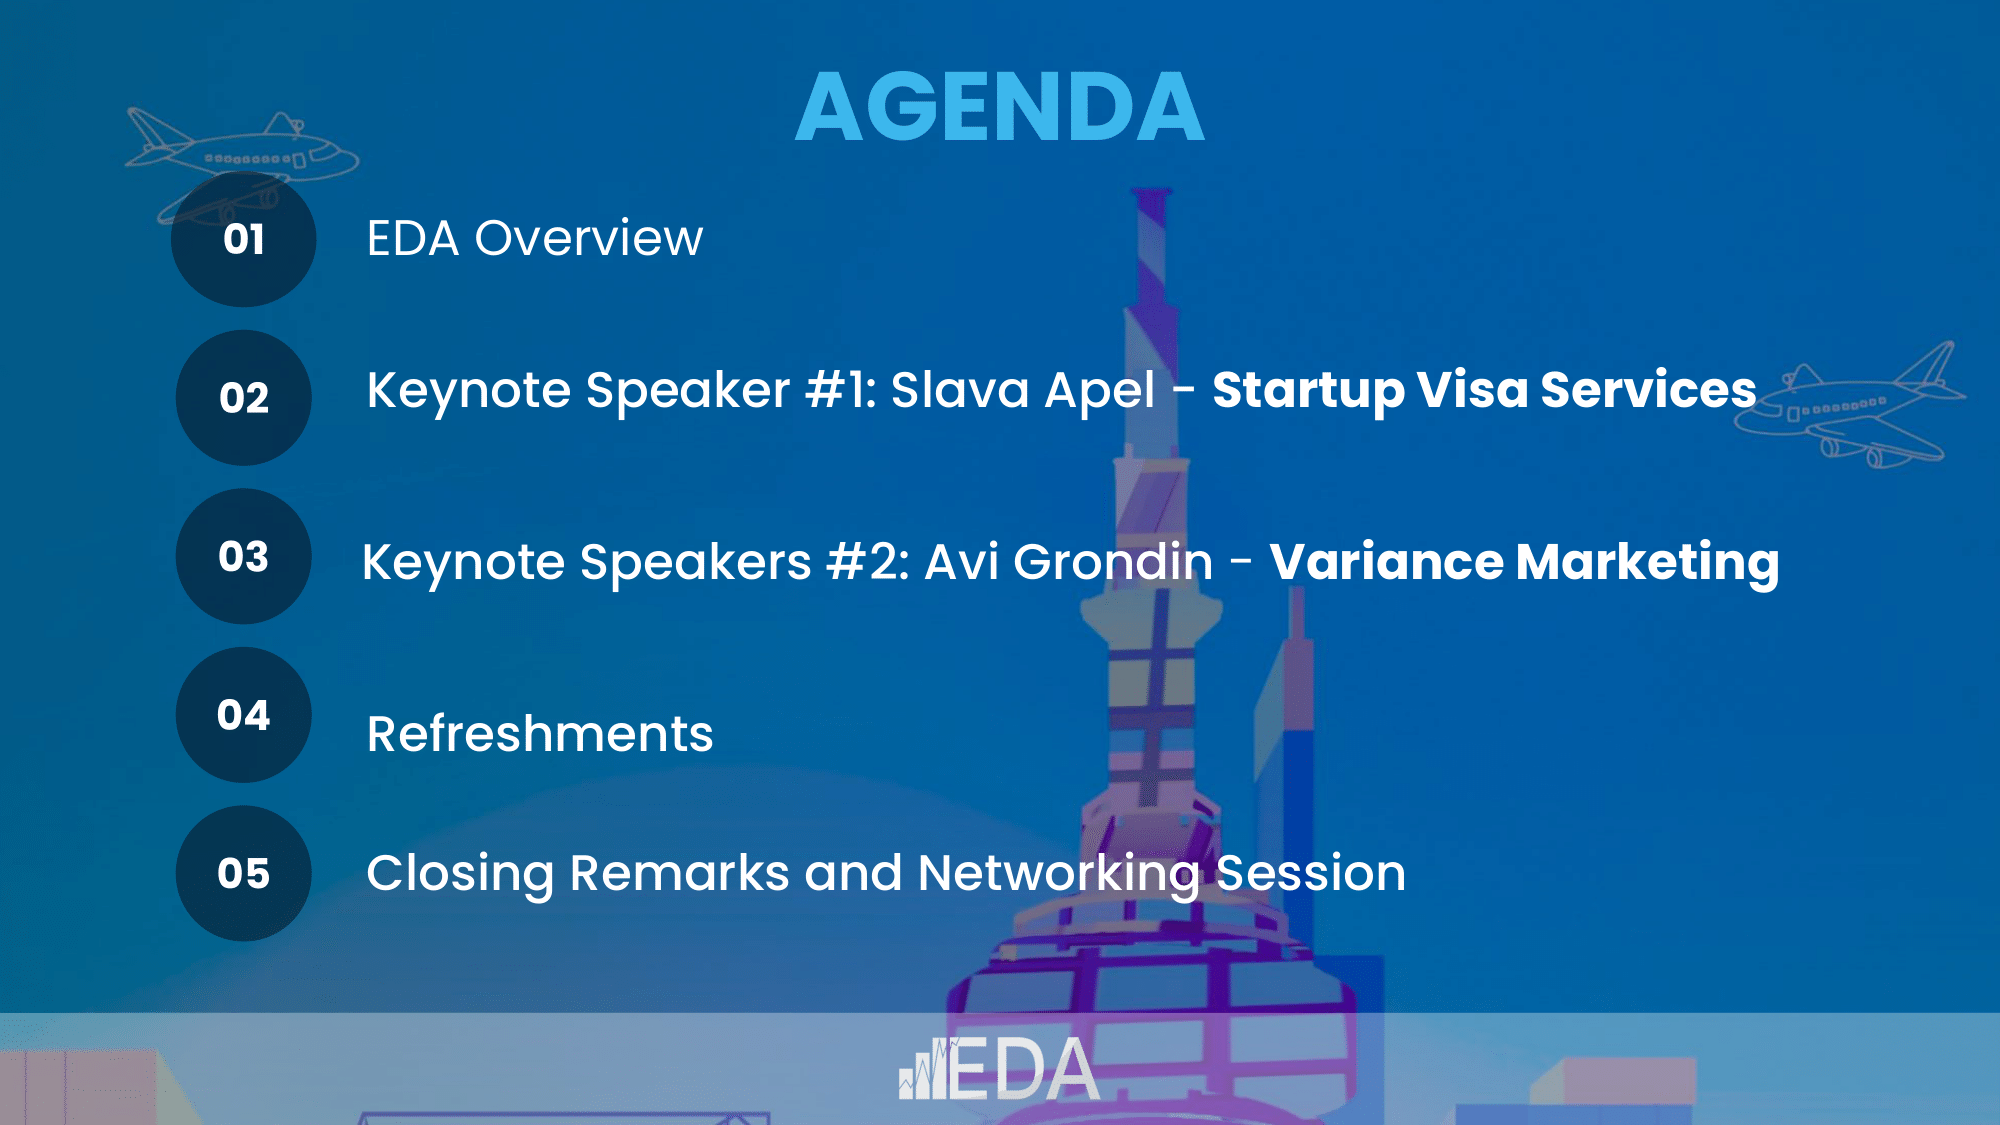 AGENDA
01
EDA Overview
02
Keynote Speaker #1: Slava Apel - Startup Visa Services
03
Keynote Speakers #2: Avi Grondin - Variance Marketing
04
Refreshments
05
Closing Remarks and Networking Session
EDA